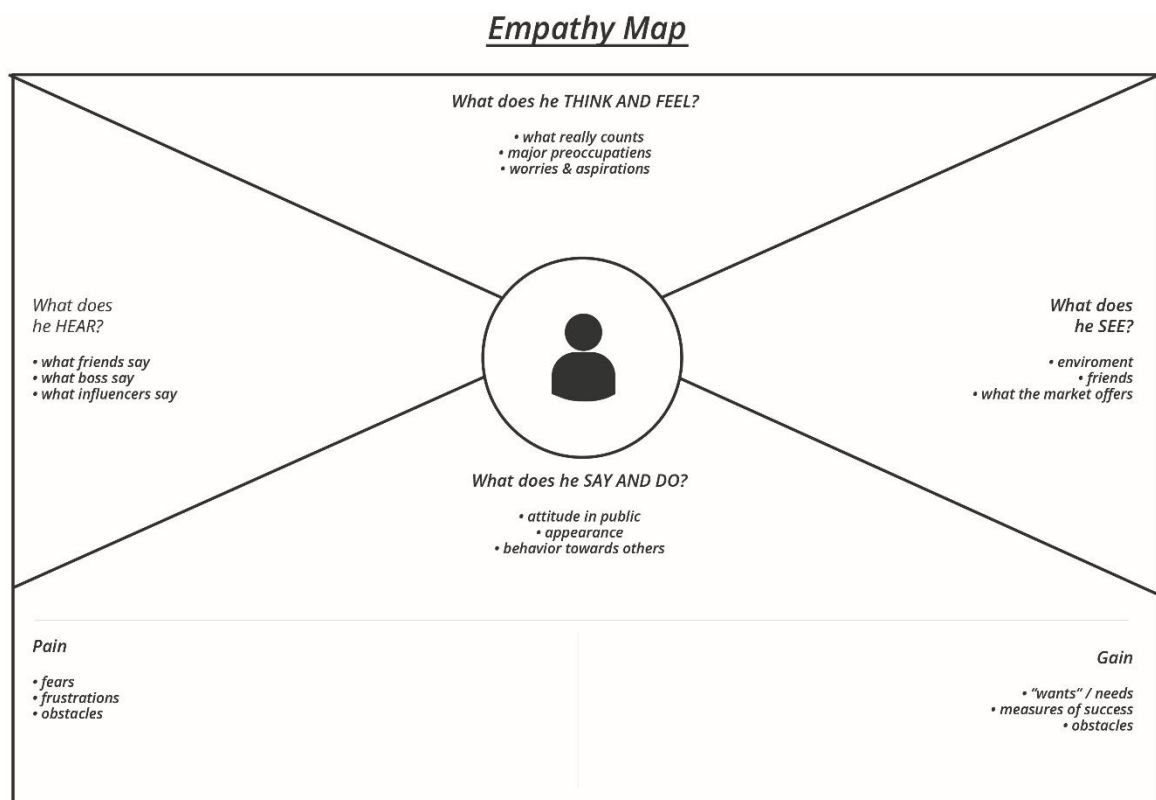 Empathy Map
What does he THINK AND FEEL?
• what really counts
• major preoccupatiens
• worries & aspirations
What does
he HEAR?
• what friends say
• what boss say
• what influencers say
What does
he SEE?
• enviroment
• friends
• what the market offers
What does he SAY AND DO?
• attitude in public
• appearance
• behavior towards others
Pain
• fears
• frustrations
• obstacles
Gain
• “wants” / needs
• measures of success
• obstacles